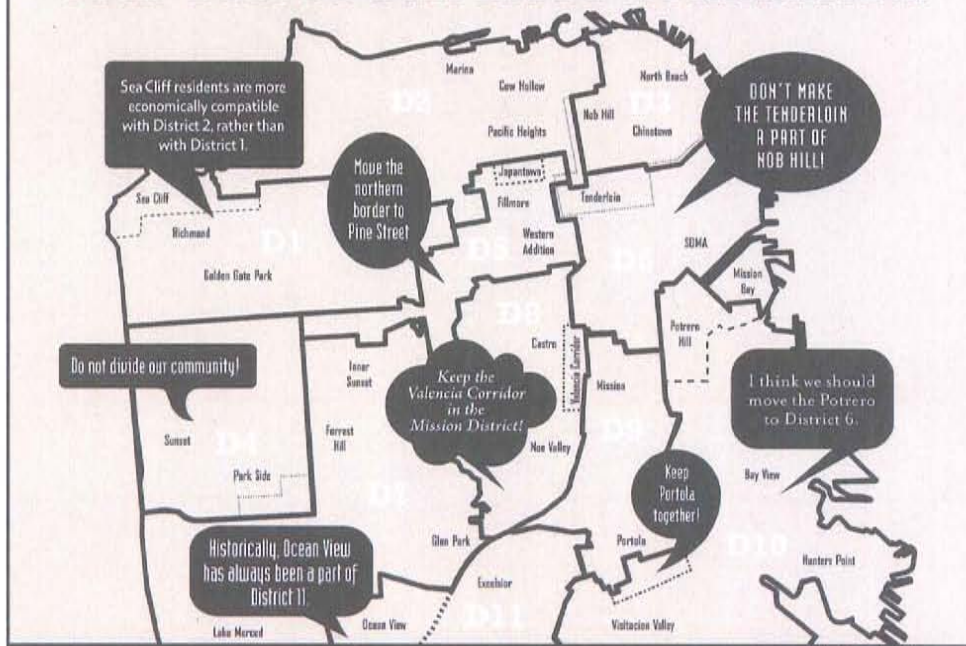 Marina
Cow Hollow
North Beach
Sea Cliff residents are more
economically compatible
with District 2, rather than
with District 1.
D2
D3
Nob Hill
Chinatown
DON'T MAKE
THE TENDERLOIN
A PART OF
NOB HILL!
Pacific Heights
Move the
northern
border to
Pine Street
Japantown
Sea Cliff
Fillmore
Tenderloin
Richmond
D1
D5
Western
Addition
SOMA
D6
Golden Gate Park
Mission
Bay
D8
Potrero
Hill
Castro
Valencia Corridor
Inner
Sunset
Do not divide our community!
Keep the
Valencia Corridor
in the
Mission District!
Mission
I think we should
move the Potrero
to District 6.
Sunset
D4
Forrest
Hill
Noe Valley
D9
Park Side
D7
Keep
Portola
together!
Bay View
Historically, Ocean View
has always been a part of
District 11
Glen Park
Portola
D10
Hunters Point
Excelsior
D11
Lake Merced
Ocean View
Visitacion Valley